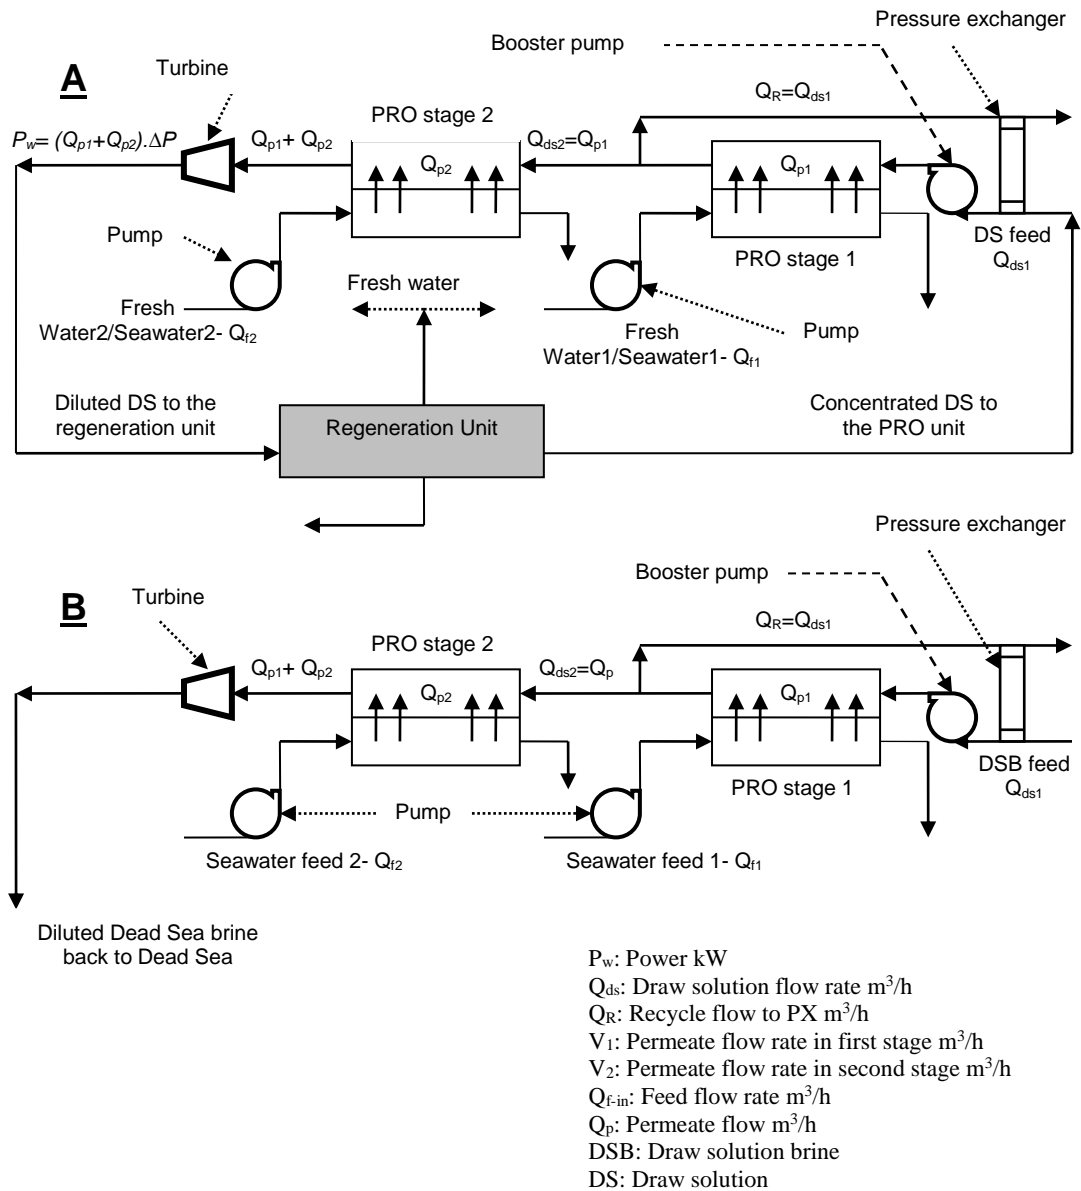 Pressure exchanger
Booster pump
A
Turbine
Q_R=Q_ds1
PRO stage 2
P_w= (Q_p1+Q_p2).ΔP
Q_p1+ Q_p2
Q_ds2=Q_p1
Q_p2
Q_p1
Pump
DS feed
Q_ds1
PRO stage 1
Fresh water
Fresh
Water2/Seawater2- Q_f2
Fresh
Water1/Seawater1- Q_f1
Pump
Diluted DS to the
regeneration unit
Regeneration Unit
Concentrated DS to
the PRO unit
Pressure exchanger
Booster pump
B
Turbine
Q_R=Q_ds1
PRO stage 2
Q_p1+ Q_p2
Q_ds2=Q_p
Q_p2
Q_p1
DSB feed
Q_ds1
PRO stage 1
Pump
Seawater feed 2- Q_f2
Seawater feed 1- Q_f1
Diluted Dead Sea brine
back to Dead Sea
P_w: Power kW
Q_ds: Draw solution flow rate m³/h
Q_R: Recycle flow to PX m³/h
V₁: Permeate flow rate in first stage m³/h
V₂: Permeate flow rate in second stage m³/h
Q_f-in: Feed flow rate m³/h
Q_p: Permeate flow m³/h
DSB: Draw solution brine
DS: Draw solution